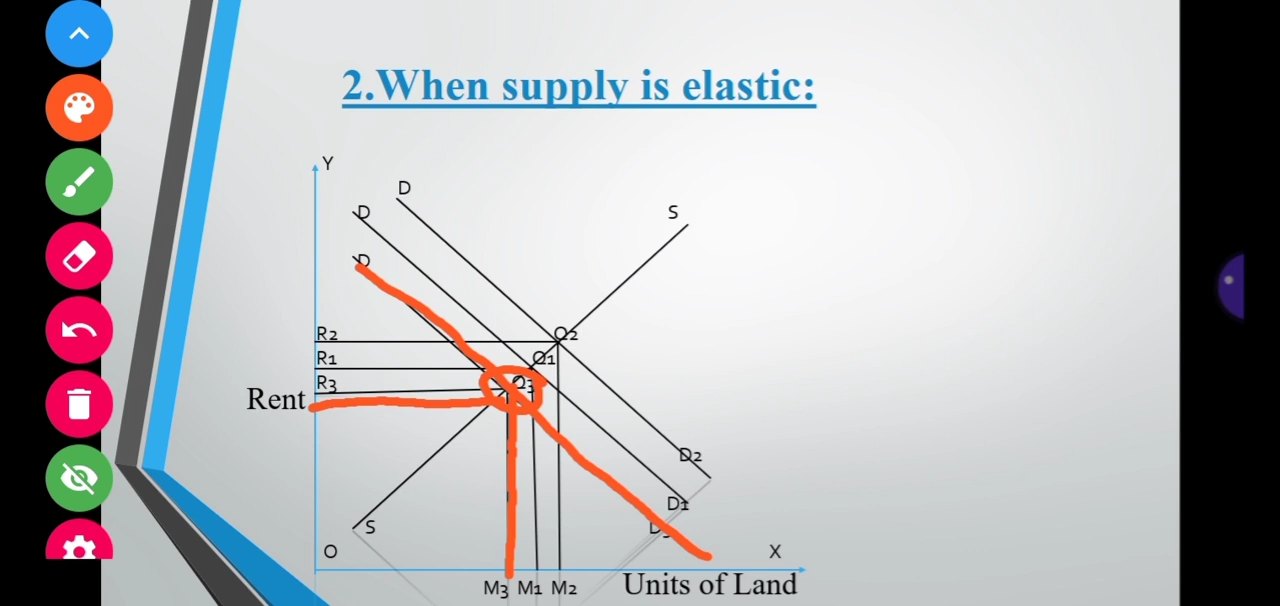 2.When supply is elastic:
Y
D
D
S
D
R2
Q2
R1
Q1
R3
Q3
Rent
D2
D1
S
O
X
M3 M1 M2
Units of Land